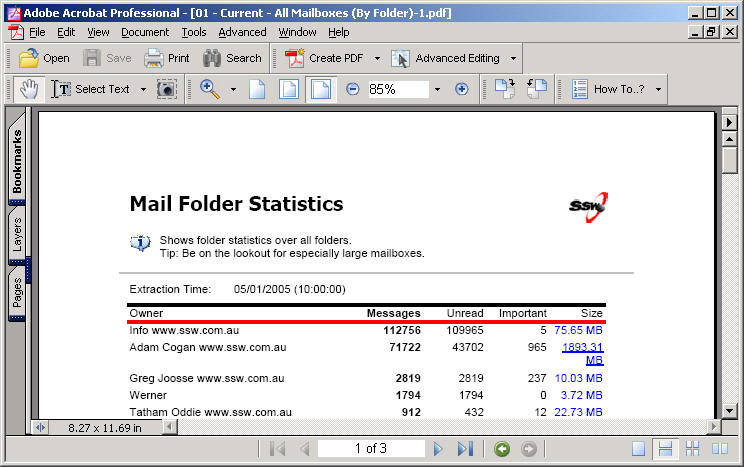 Adobe Acrobat Professional - [01 - Current - All Mailboxes (By Folder)-1.pdf]
File Edit View Document Tools Advanced Window Help
Open Save Print Search Create PDF Advanced Editing
Select Text 85% How To..?
Bookmarks
Layers
Pages
Mail Folder Statistics
SSW
Shows folder statistics over all folders.
Tip: Be on the lookout for especially large mailboxes.
Extraction Time: 05/01/2005 (10:00:00)
Owner Messages Unread Important Size
Info www.ssw.com.au 112756 109965 5 75.65 MB
Adam Cogan www.ssw.com.au 71722 43702 965 1893.31
MB
Greg Joosse www.ssw.com.au 2819 2819 237 10.03 MB
Werner 1794 1794 0 3.72 MB
Tatham Oddie www.ssw.com.au 912 432 12 22.73 MB
8.27 x 11.69 in
1 of 3